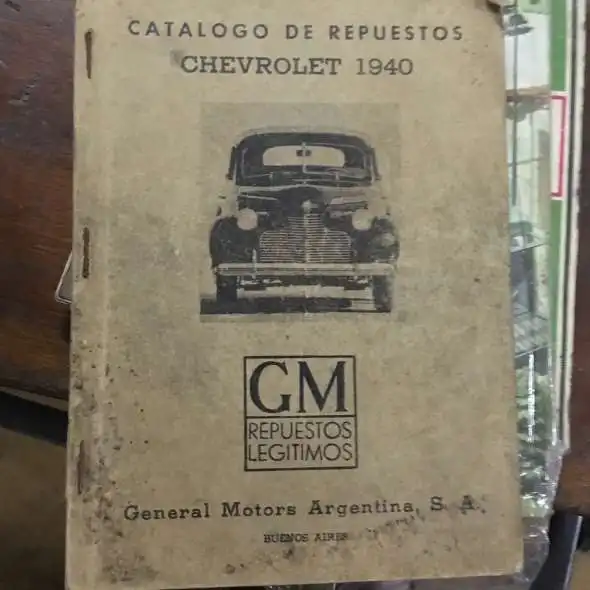 CATALOGO DE REPUESTOS
CHEVROLET 1940
GM
REPUESTOS
LEGITIMOS
General Motors Argentina, S. A.
BUENOS AIRES